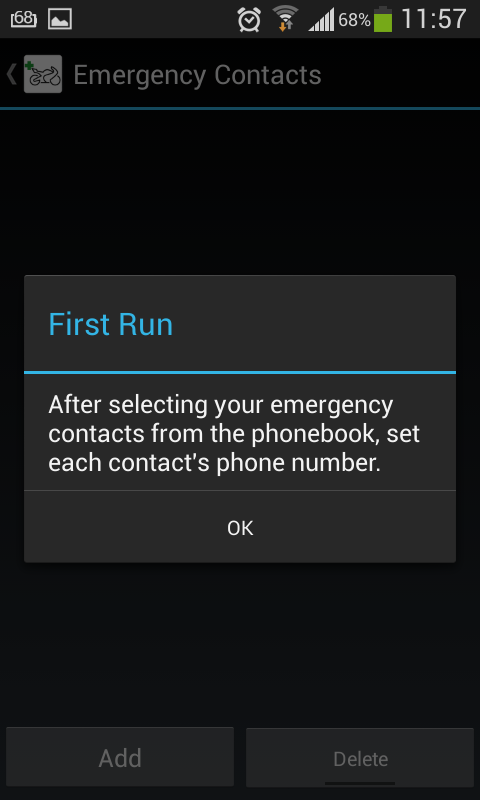 68 68% 11:57
Emergency Contacts
First Run
After selecting your emergency
contacts from the phonebook, set
each contact's phone number.
OK
Add Delete